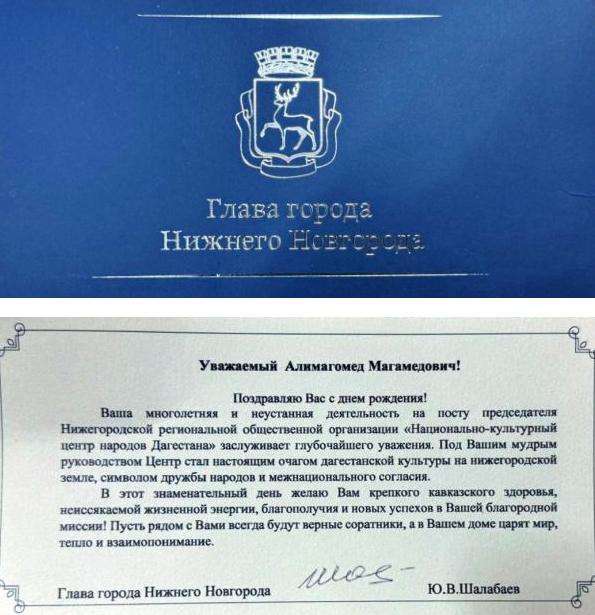 Глава города
Нижнего Новгорода
Уважаемый Алимагомед Магамедович!
Поздравляю Вас с днем рождения!
Ваша многолетняя и неустанная деятельность на посту председателя
Нижегородской региональной общественной организации «Национально-культурный
центр народов Дагестана» заслуживает глубочайшего уважения. Под Вашим мудрым
руководством Центр стал настоящим очагом дагестанской культуры на нижегородской
земле, символом дружбы народов и межнационального согласия.
В этот знаменательный день желаю Вам крепкого кавказского здоровья,
неиссякаемой жизненной энергии, благополучия и новых успехов в Вашей благородной
миссии! Пусть рядом с Вами всегда будут верные соратники, а в Вашем доме царят мир,
тепло и взаимопонимание.
Глава города Нижнего Новгорода Ю.В.Шалабаев